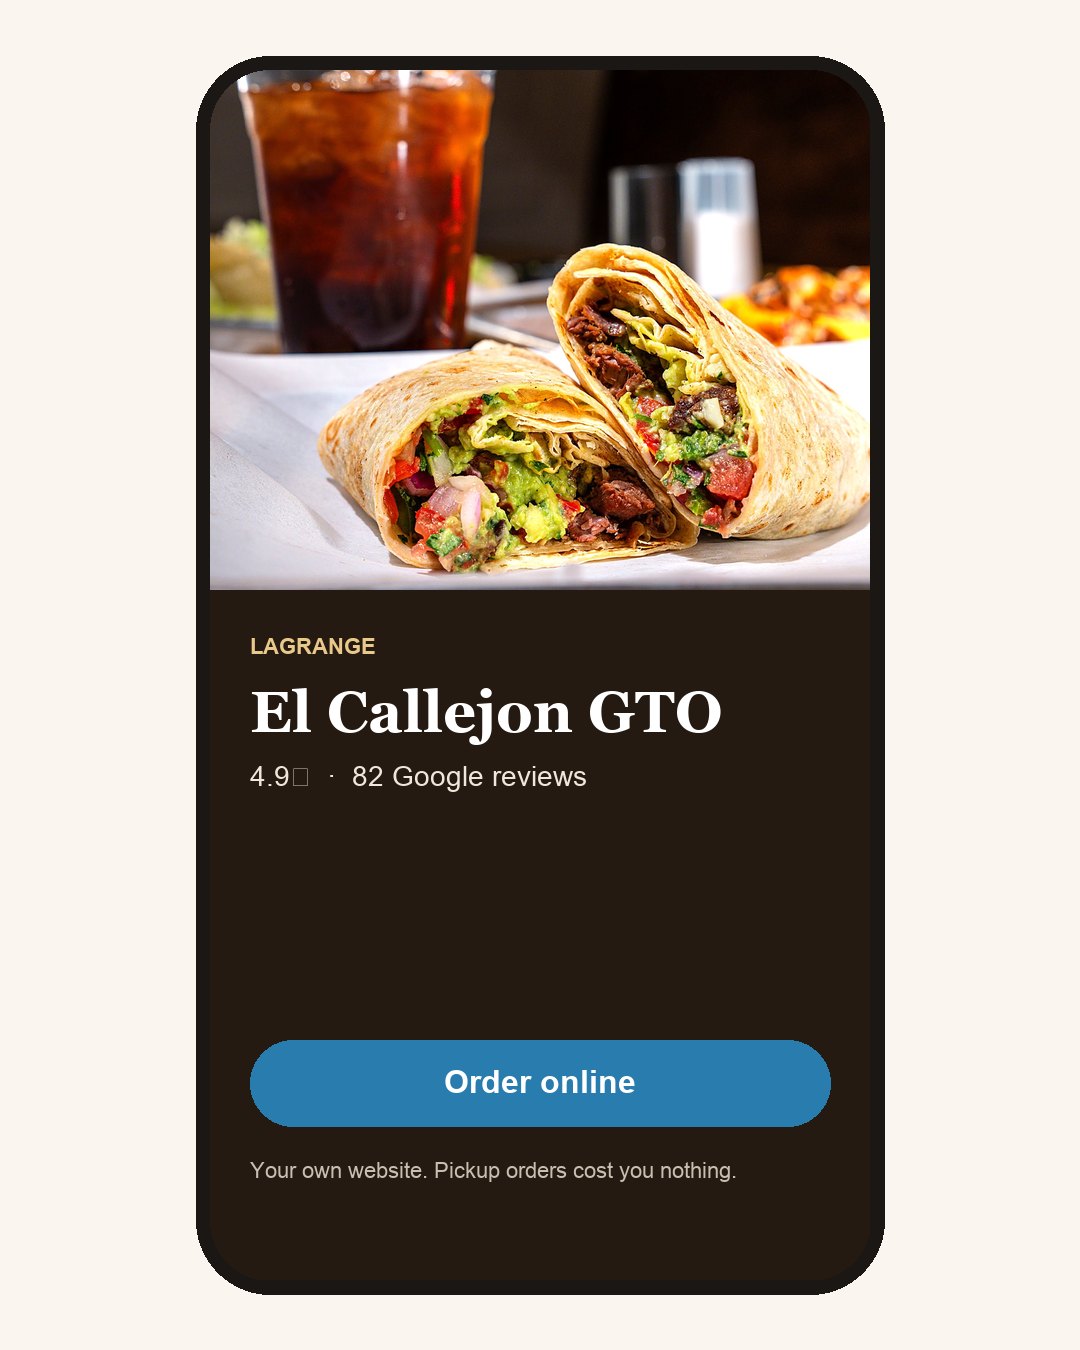 LAGRANGE
El Callejon GTO
4.9□ · 82 Google reviews
Order online
Your own website. Pickup orders cost you nothing.